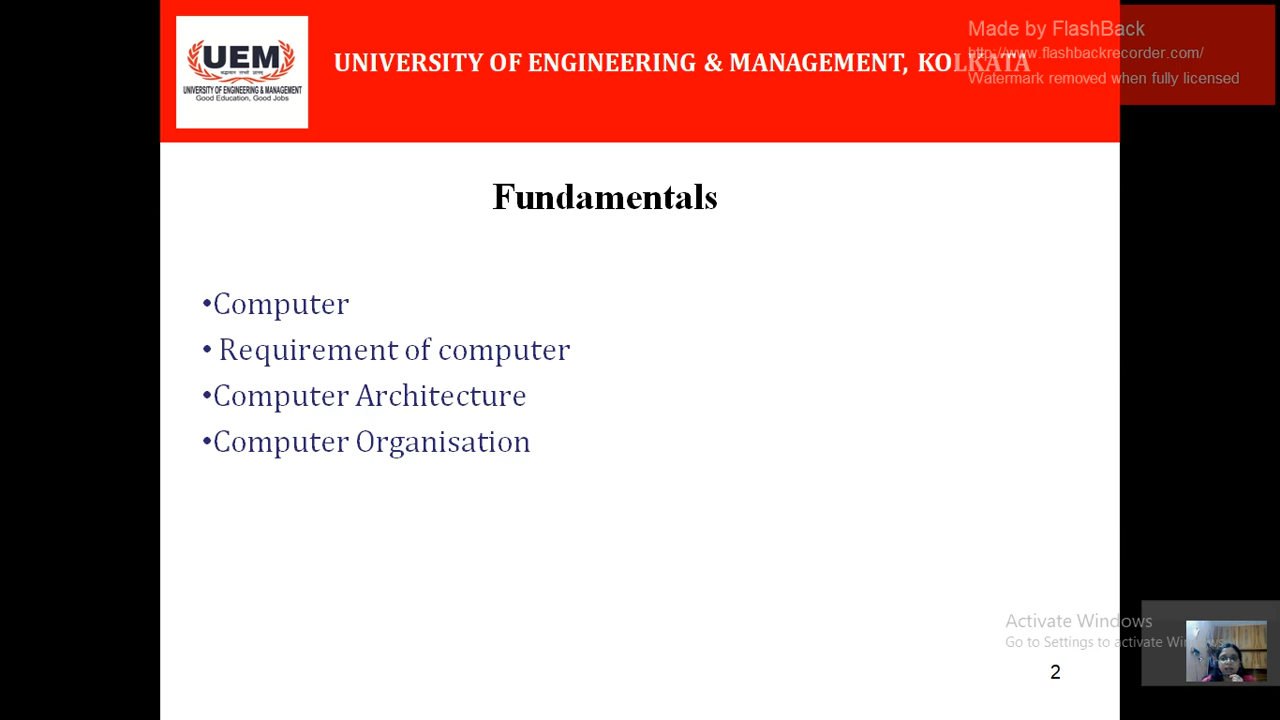 UEM
UNIVERSITY OF ENGINEERING & MANAGEMENT
Good Education, Good Jobs
UNIVERSITY OF ENGINEERING & MANAGEMENT, KOLKATA
Made by FlashBack
http://www.flashbackrecorder.com/
Watermark removed when fully licensed
Fundamentals
•Computer
• Requirement of computer
•Computer Architecture
•Computer Organisation
Activate Windows
Go to Settings to activate Windows.
2